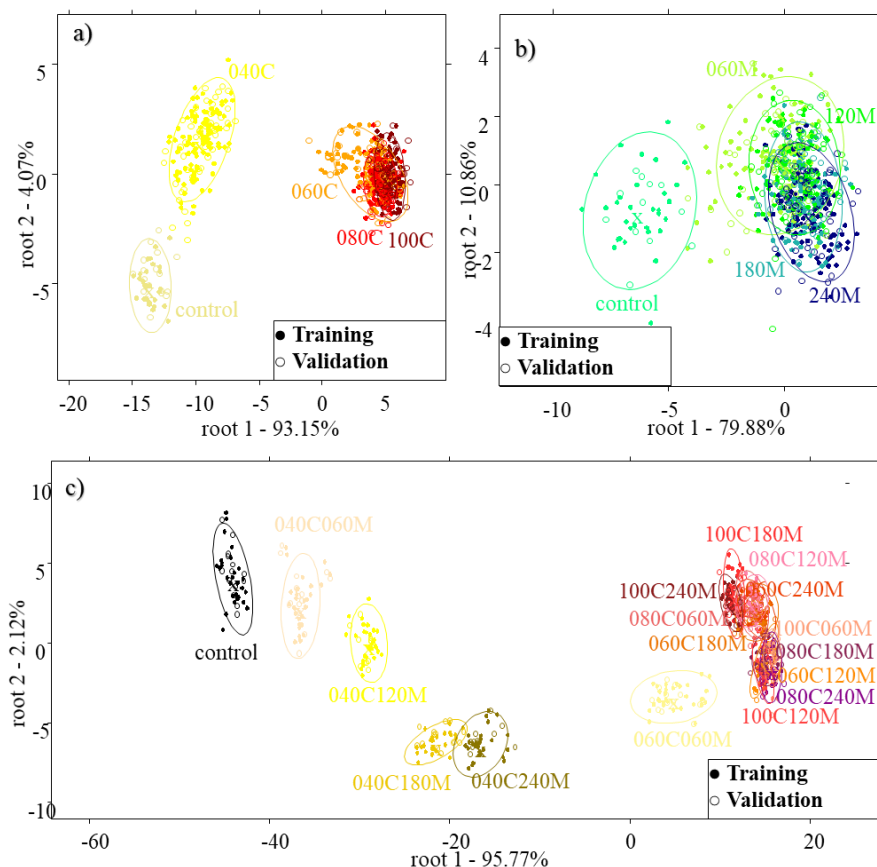 a)
5
0.0
-5
root 2 - 4.07%
040C
060C
080C
100C
control
Training
Validation
-20
-15
-10
-5
0
5
root 1 - 93.15%
b)
4
2
0
-2
-4
root 2 - 10.86%
060M
120M
180M
240M
control
Training
Validation
-10
-5
0
root 1 - 79.88%
c)
10
5
0
-5
-10
root 2 - 2.12%
control
040C060M
040C120M
040C180M
040C240M
060C060M
100C180M
080C120M
100C240M
060C240M
080C060M
100C060M
060C180M
080C180M
060C120M
080C240M
100C120M
Training
Validation
-60
-40
-20
0
20
root 1 - 95.77%